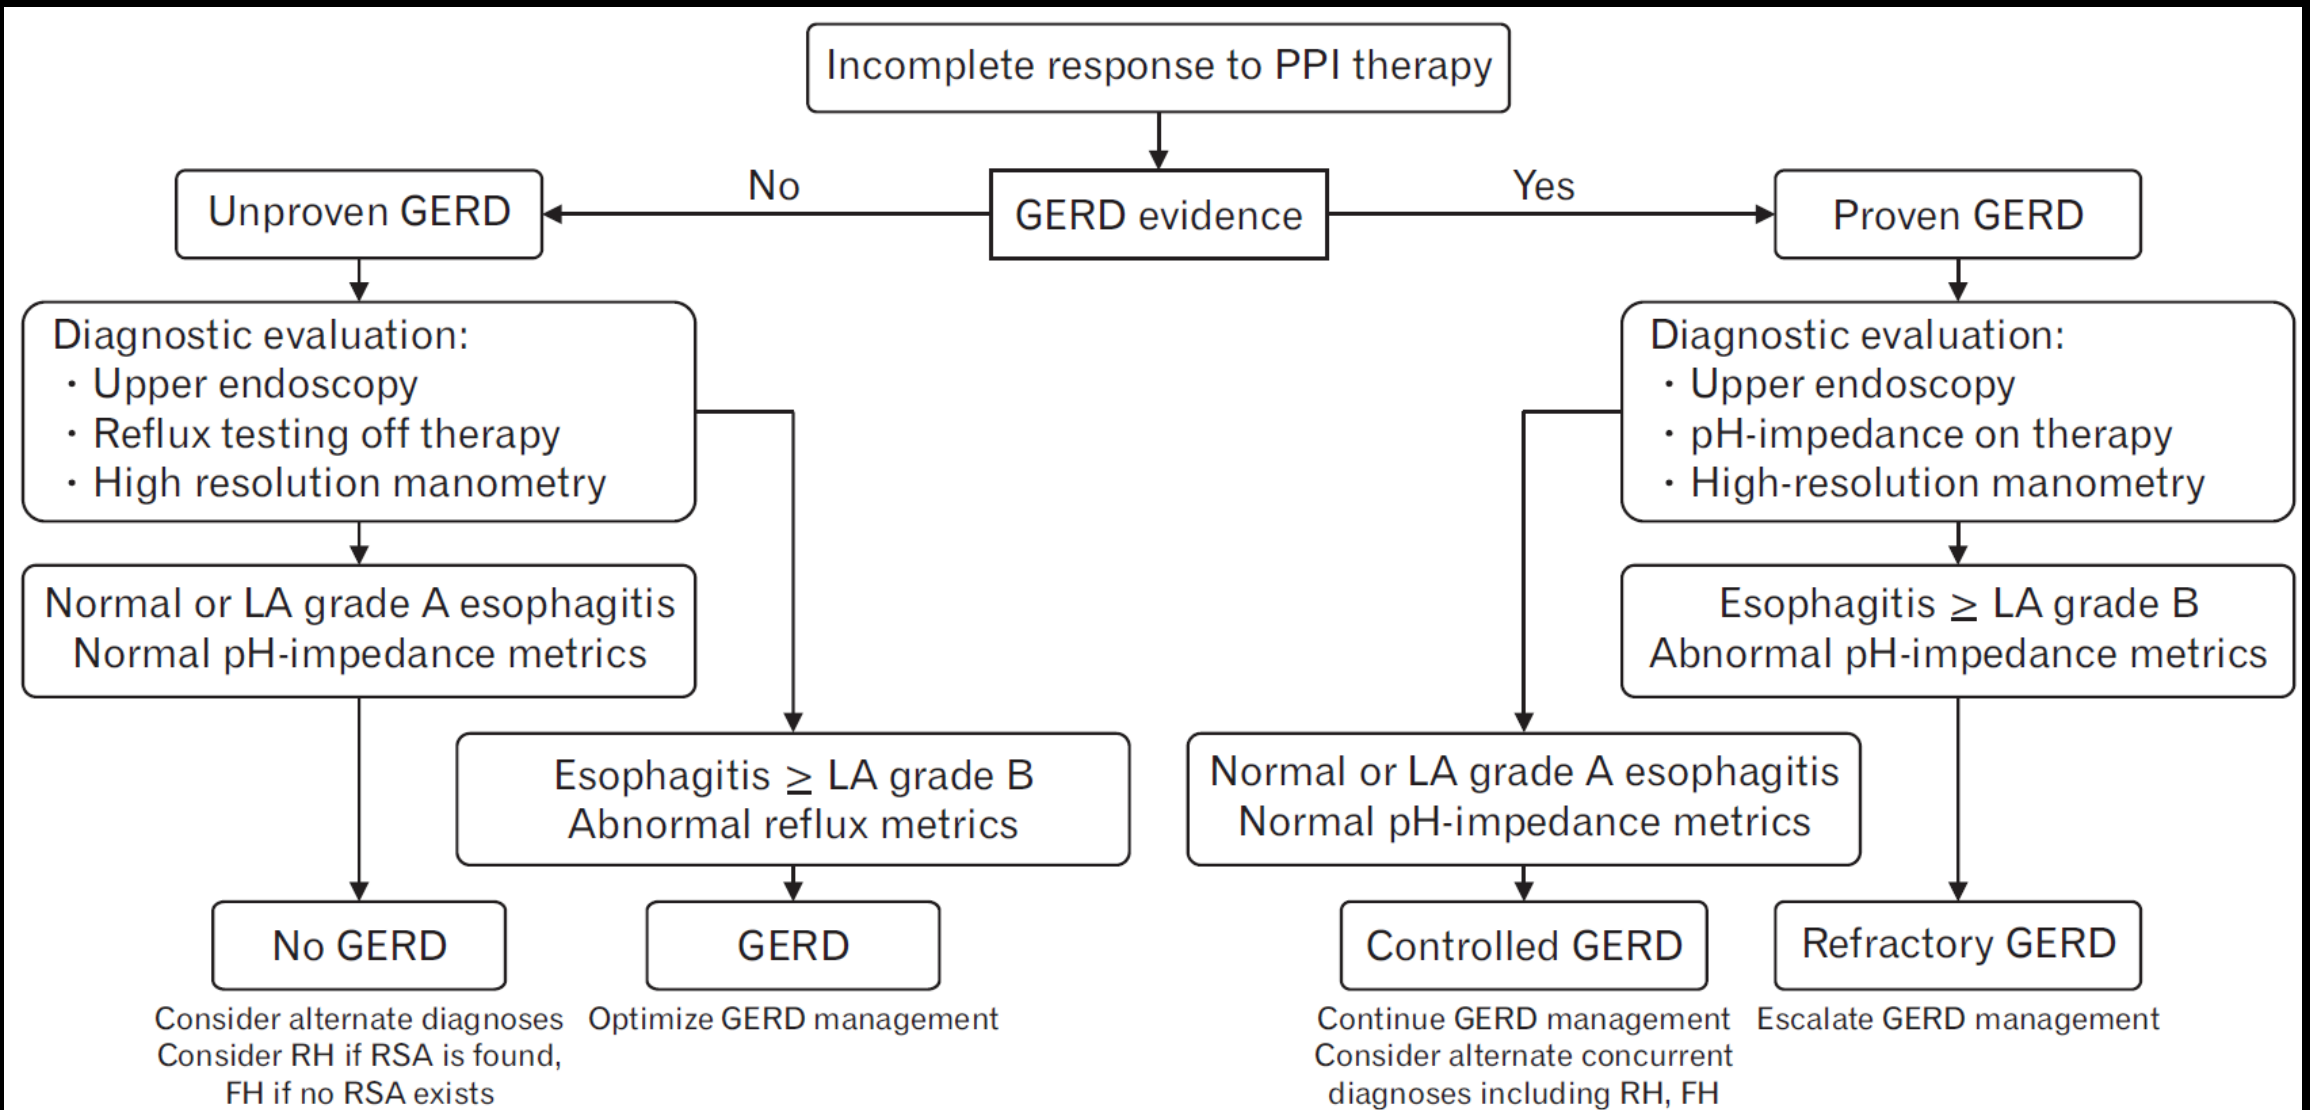 Incomplete response to PPI therapy
No
Yes
Unproven GERD
GERD evidence
Proven GERD
Diagnostic evaluation:
· Upper endoscopy
· Reflux testing off therapy
· High resolution manometry
Diagnostic evaluation:
· Upper endoscopy
· pH-impedance on therapy
· High-resolution manometry
Normal or LA grade A esophagitis
Normal pH-impedance metrics
Esophagitis ≥ LA grade B
Abnormal pH-impedance metrics
Esophagitis ≥ LA grade B
Abnormal reflux metrics
Normal or LA grade A esophagitis
Normal pH-impedance metrics
No GERD
GERD
Controlled GERD
Refractory GERD
Consider alternate diagnoses
Consider RH if RSA is found,
FH if no RSA exists
Optimize GERD management
Continue GERD management
Consider alternate concurrent
diagnoses including RH, FH
Escalate GERD management